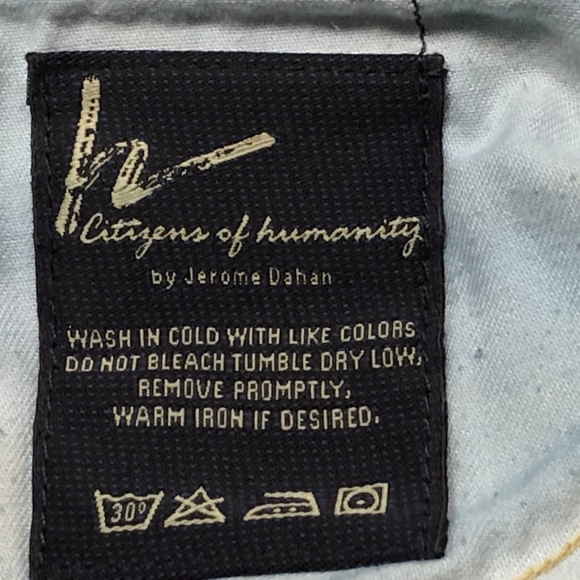 h
Citizens of humanity
by Jerome Dahan
WASH IN COLD WITH LIKE COLORS
DO NOT BLEACH TUMBLE DRY LOW,
REMOVE PROMPTLY,
WARM IRON IF DESIRED.
30°